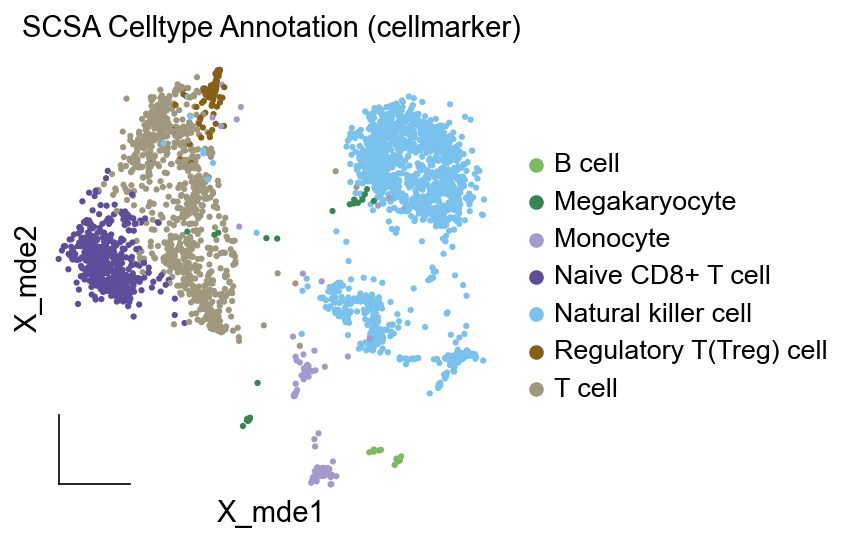 SCSA Celltype Annotation (cellmarker)
B cell
Megakaryocyte
Monocyte
Naive CD8+ T cell
Natural killer cell
Regulatory T(Treg) cell
T cell
X_mde2
X_mde1